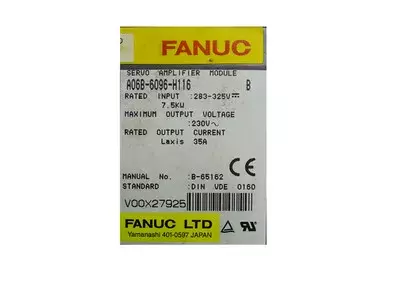 FANUC
SERVO AMPLIFIER MODULE
A06B-6096-H116 B
RATED INPUT :283-325V⎓
7.5KW
MAXIMUM OUTPUT VOLTAGE
:230V~
RATED OUTPUT CURRENT
Laxis 35A
MANUAL No. :B-65162
STANDARD :DIN VDE 0160
CE
V00X27925
FANUC LTD
Yamanashi 401-0597 JAPAN